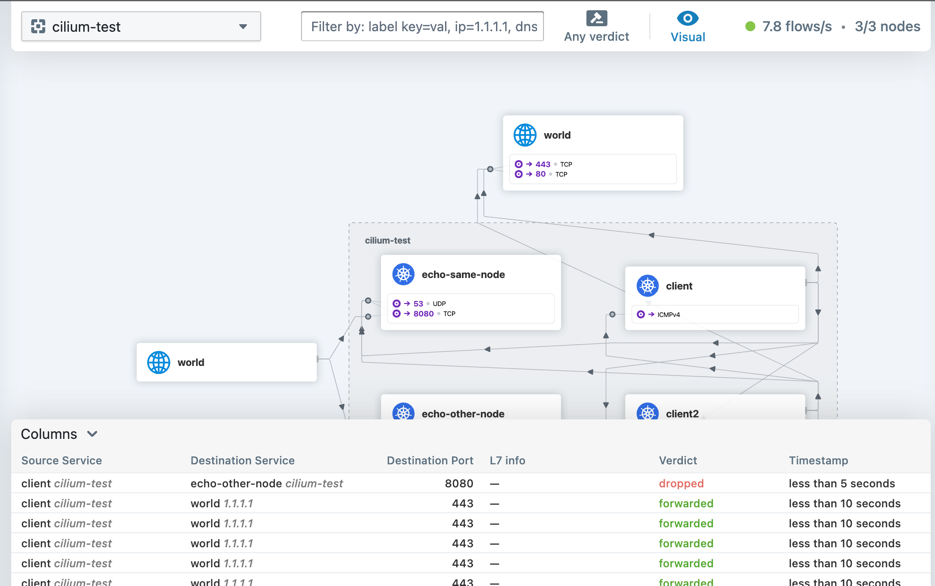 cilium-test
Filter by: label key=val, ip=1.1.1.1, dns
Any verdict
Visual
7.8 flows/s • 3/3 nodes
world
→ 443 • TCP
→ 80 • TCP
cilium-test
echo-same-node
→ 53 • UDP
→ 8080 • TCP
client
→ ICMPv4
world
echo-other-node
client2
Columns
Source Service Destination Service Destination Port L7 info Verdict Timestamp
client cilium-test echo-other-node cilium-test 8080 — dropped less than 5 seconds
client cilium-test world 1.1.1.1 443 — forwarded less than 10 seconds
client cilium-test world 1.1.1.1 443 — forwarded less than 10 seconds
client cilium-test world 1.1.1.1 443 — forwarded less than 10 seconds
client cilium-test world 1.1.1.1 443 — forwarded less than 10 seconds
client cilium-test world 1.1.1.1 443 — forwarded less than 10 seconds